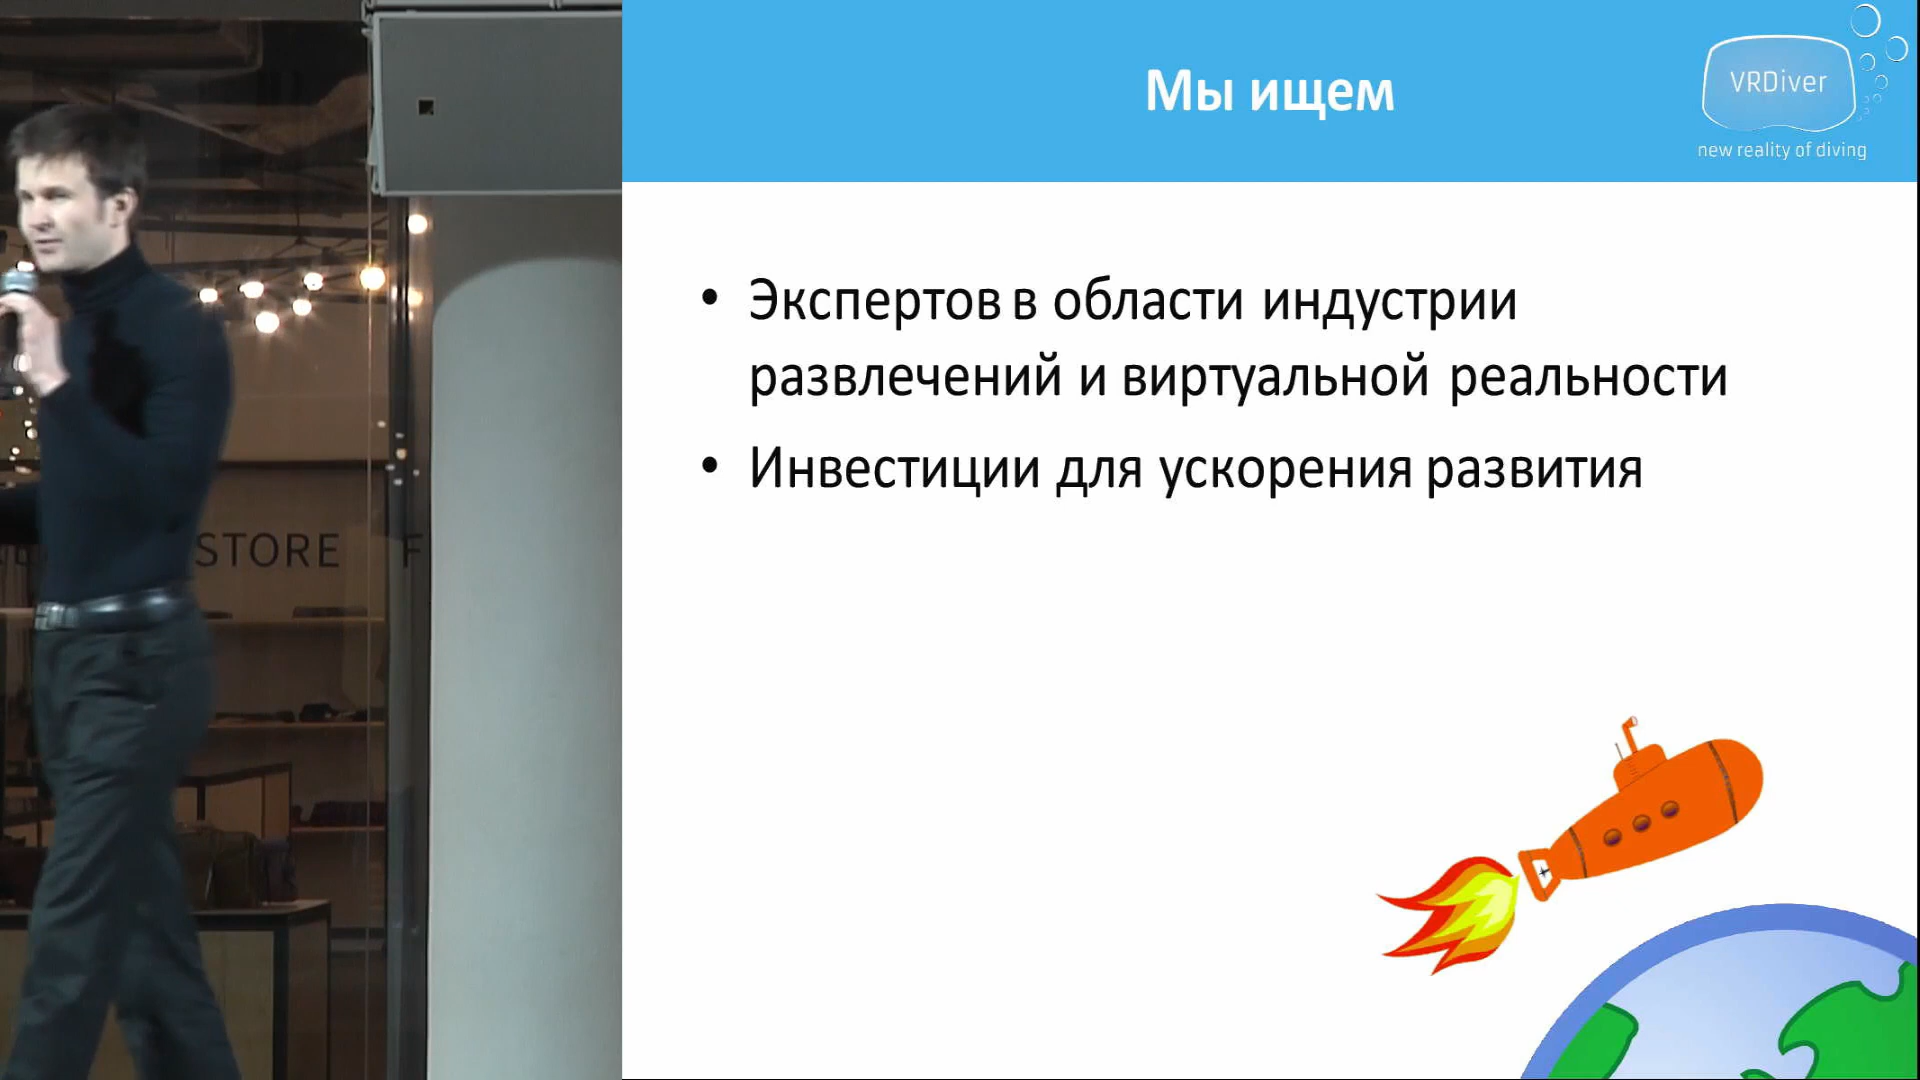 Мы ищем
VRDiver
new reality of diving
• Экспертов в области индустрии
развлечений и виртуальной реальности
• Инвестиции для ускорения развития
STORE
F